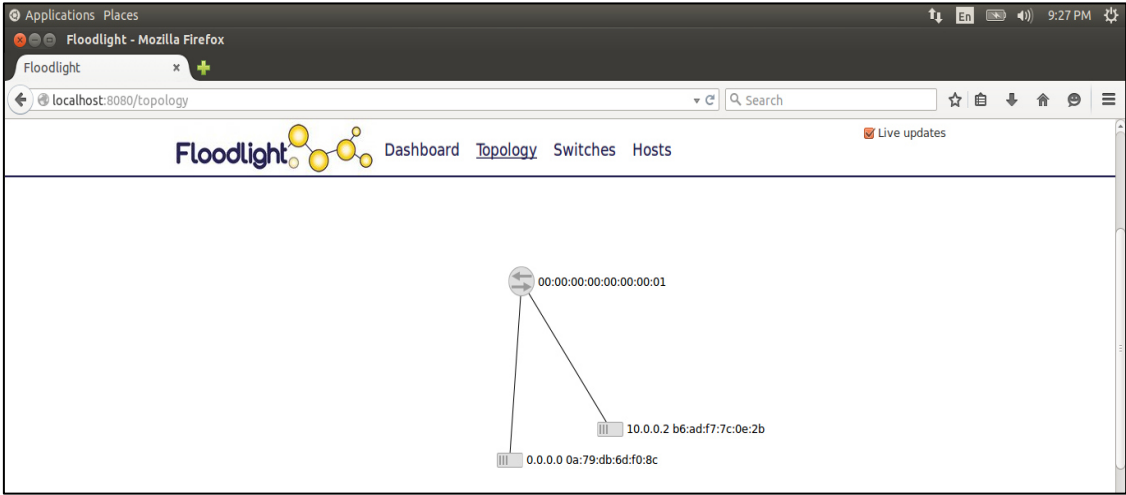 Applications Places En 9:27 PM
Floodlight - Mozilla Firefox
Floodlight
localhost:8080/topology Search
Floodlight Dashboard Topology Switches Hosts Live updates
00:00:00:00:00:00:00:01
10.0.0.2 b6:ad:f7:7c:0e:2b
0.0.0.0 0a:79:db:6d:f0:8c